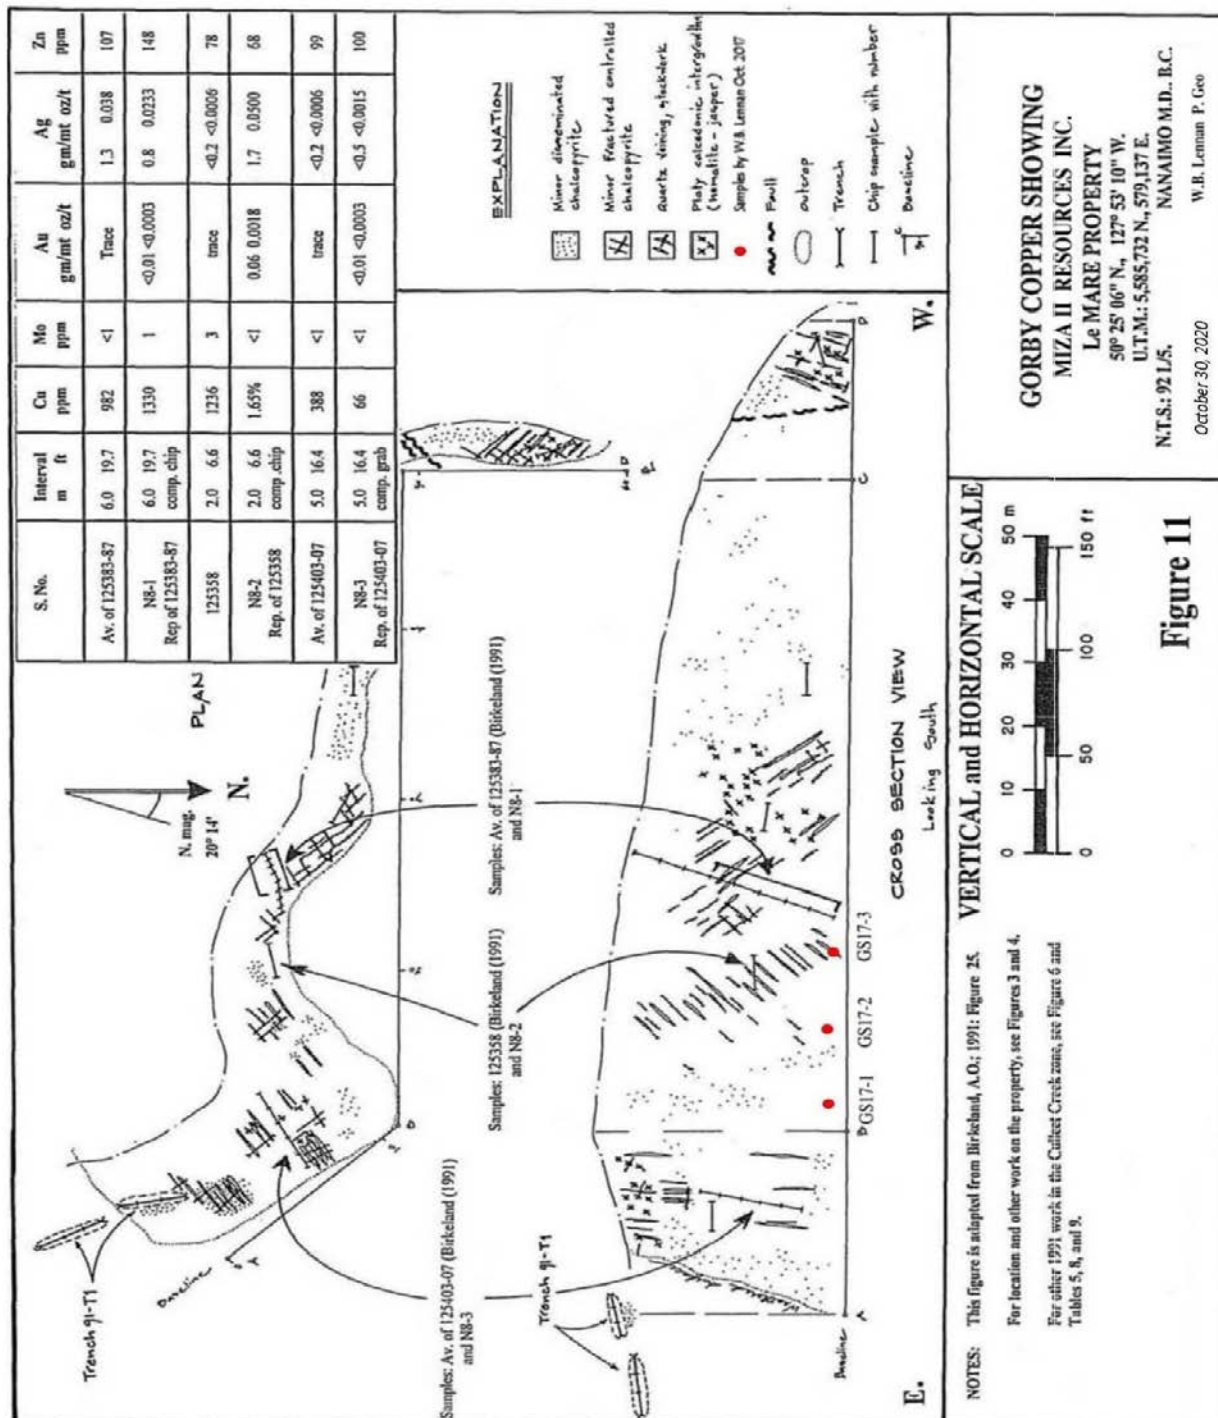 S. No.
Interval
m ft
Cu
ppm
Mo
ppm
Au
gm/mt oz/t
Ag
gm/mt oz/t
Zn
ppm
Av. of 125383-87
6.0 19.7
982
<1
Trace
1.3 0.038
107
N8-1
Rep of 125383-87
6.0 19.7
comp. chip
1330
1
<0.01 <0.0003
0.8 0.0233
148
125358
2.0 6.6
1236
3
trace
<0.2 <0.0006
78
N8-2
Rep. of 125358
2.0 6.6
comp. chip
1.65%
<1
0.06 0.0018
1.7 0.0500
68
Av. of 125403-07
5.0 16.4
388
<1
trace
<0.2 <0.0006
99
N8-3
Rep. of 125403-07
5.0 16.4
comp. grab
66
<1
<0.01 <0.0003
<0.5 <0.0015
100
PLAN
N. mag.
20° 14'
N.
Trench 91-T1
Baseline
Samples: Av. of 125403-07 (Birkeland (1991)
and N8-3
Samples: 125358 (Birkeland (1991)
and N8-2
Samples: Av. of 125383-87 (Birkeland (1991)
and N8-1
EXPLANATION
Minor disseminated
chalcopyrite
Minor fractured controlled
chalcopyrite
Quartz veining, stockwork
Platy calcedonic intergrowths
(hematite - jasper)
Samples by W.B. Lennan Oct. 2017
Fault
Outcrop
Trench
Chip example with number
Baseline
Trench 91-T1
Baseline
A
B
C
D
GS17-1
GS17-2
GS17-3
E.
W.
CROSS SECTION VIEW
Looking South
NOTES: This figure is adapted from Birkeland, A.O.; 1991: Figure 25.
For location and other work on the property, see Figures 3 and 4.
For other 1991 work in the Culleet Creek zone, see Figure 6 and
Tables 5, 8, and 9.
VERTICAL and HORIZONTAL SCALE
0 10 20 30 40 50 m
0 50 100 150 ft
Figure 11
GORBY COPPER SHOWING
MIZA II RESOURCES INC.
Le MARE PROPERTY
50° 25' 06" N., 127° 53' 10" W.
U.T.M.: 5,585,732 N., 579,137 E.
N.T.S.: 92 L/5. NANAIMO M.D.. B.C.
October 30, 2020
W.B. Lennan P. Geo